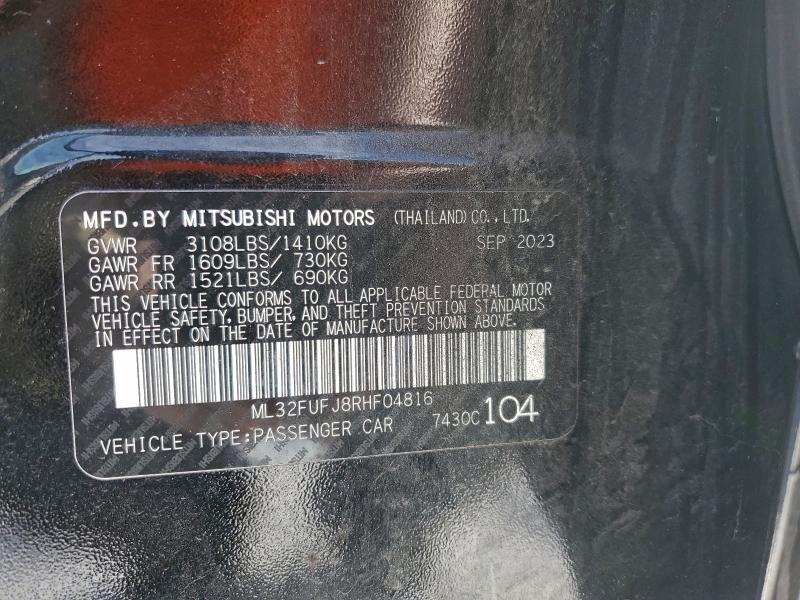 MFD.BY MITSUBISHI MOTORS (THAILAND)CO.,LTD.
GVWR 3108LBS/1410KG SEP 2023
GAWR FR 1609LBS/ 730KG
GAWR RR 1521LBS/ 690KG
THIS VEHICLE CONFORMS TO ALL APPLICABLE FEDERAL MOTOR
VEHICLE SAFETY, BUMPER, AND THEFT PREVENTION STANDARDS
IN EFFECT ON THE DATE OF MANUFACTURE SHOWN ABOVE.
ML32FUFJ8RHF04816
VEHICLE TYPE:PASSENGER CAR 7430C 104